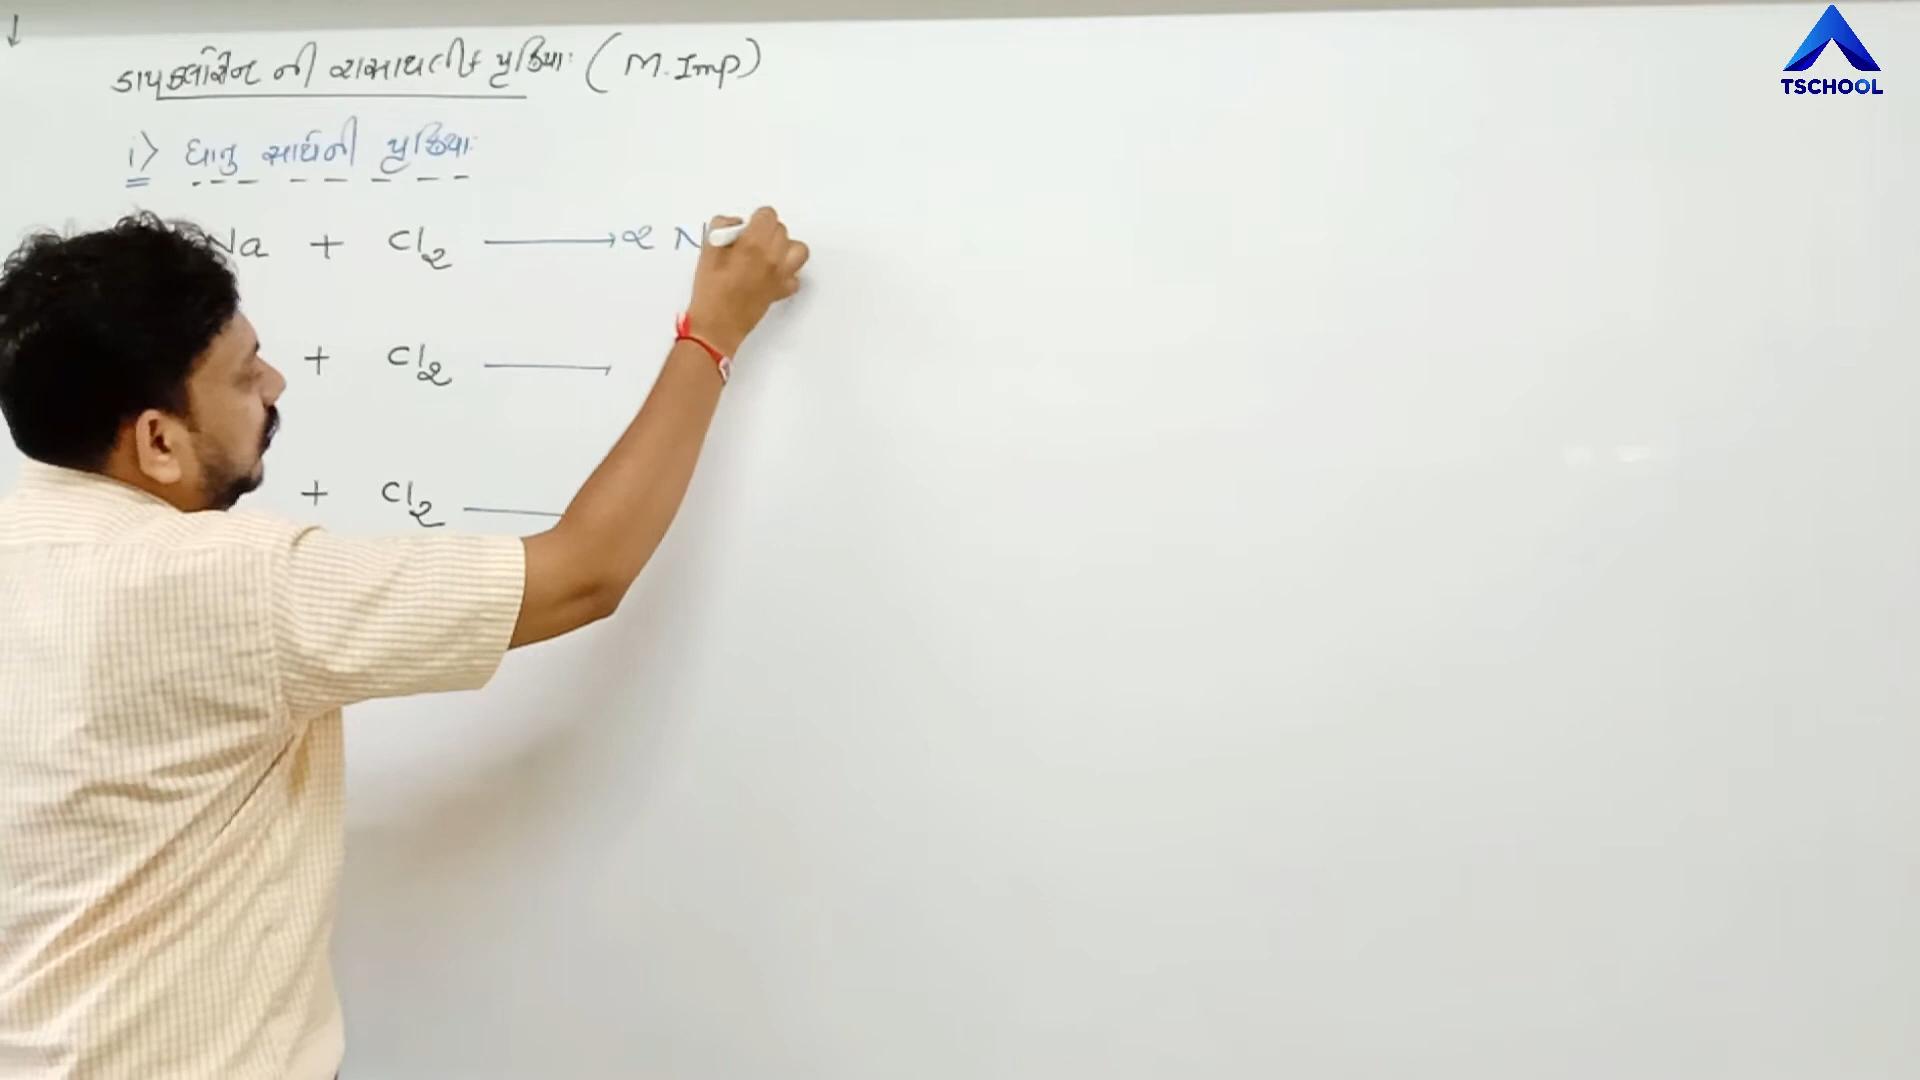 ડાયક્લોરિન ની રાસાયણીક પ્રક્રિયા: (M. Imp)
TSCHOOL
i> ધાતુ સાથેની પ્રક્રિયા:
Na + Cl2 → 2 N
+ Cl2
+ Cl2